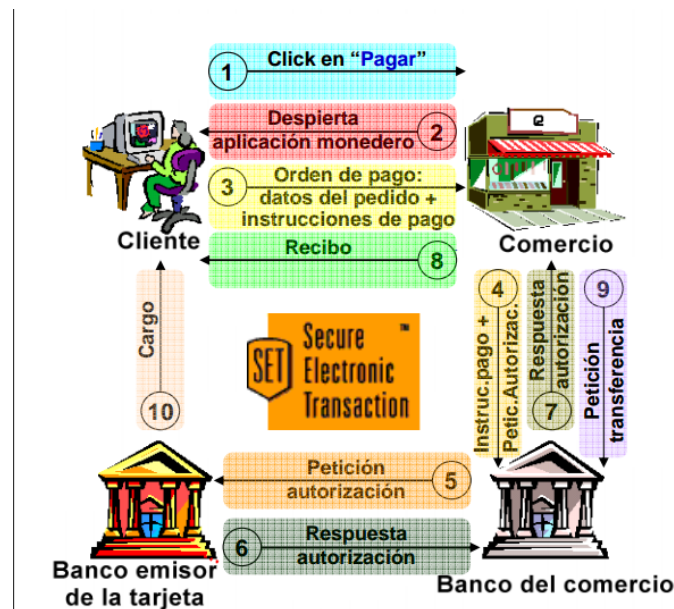 1 Click en “Pagar”
Despierta
aplicación monedero 2
3 Orden de pago:
datos del pedido +
instrucciones de pago
Cliente
Comercio
Recibo 8
Cargo
10
SET
Secure ™
Electronic
Transaction
4
Instruc.pago +
Petic.Autorizac.
Respuesta
autorización
7
9
Petición
transferencia
Petición
autorización 5
6 Respuesta
autorización
Banco emisor
de la tarjeta
Banco del comercio